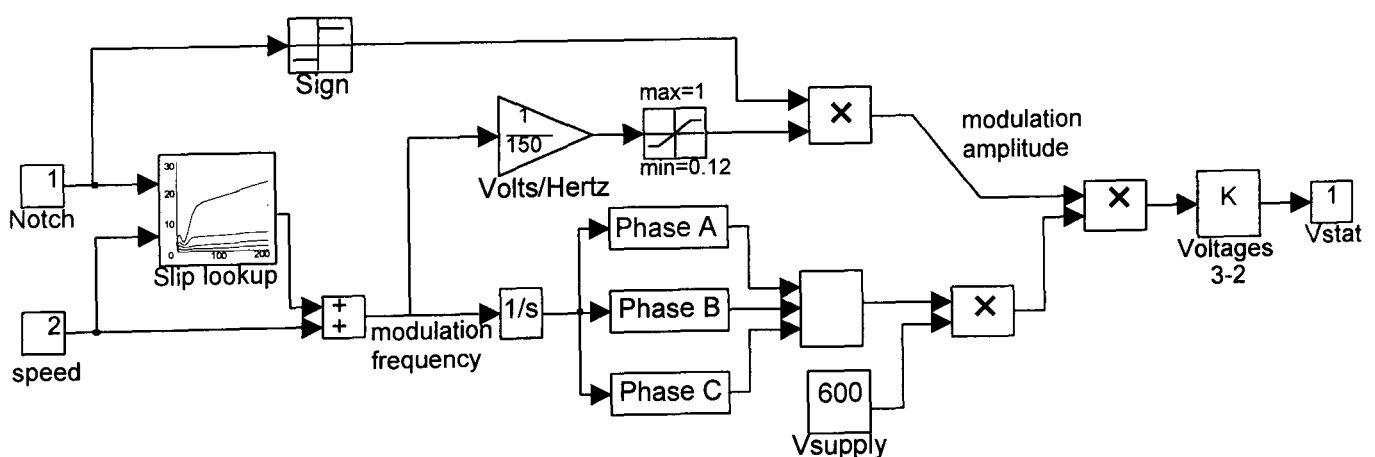 Sign
max=1
1
150
min=0.12
Volts/Hertz
×
modulation
amplitude
1
Notch
30
20
10
0
100
200
Slip lookup
2
speed
+
+
modulation
frequency
1/s
Phase A
Phase B
Phase C
600
Vsupply
×
×
K
Voltages
3-2
1
Vstat